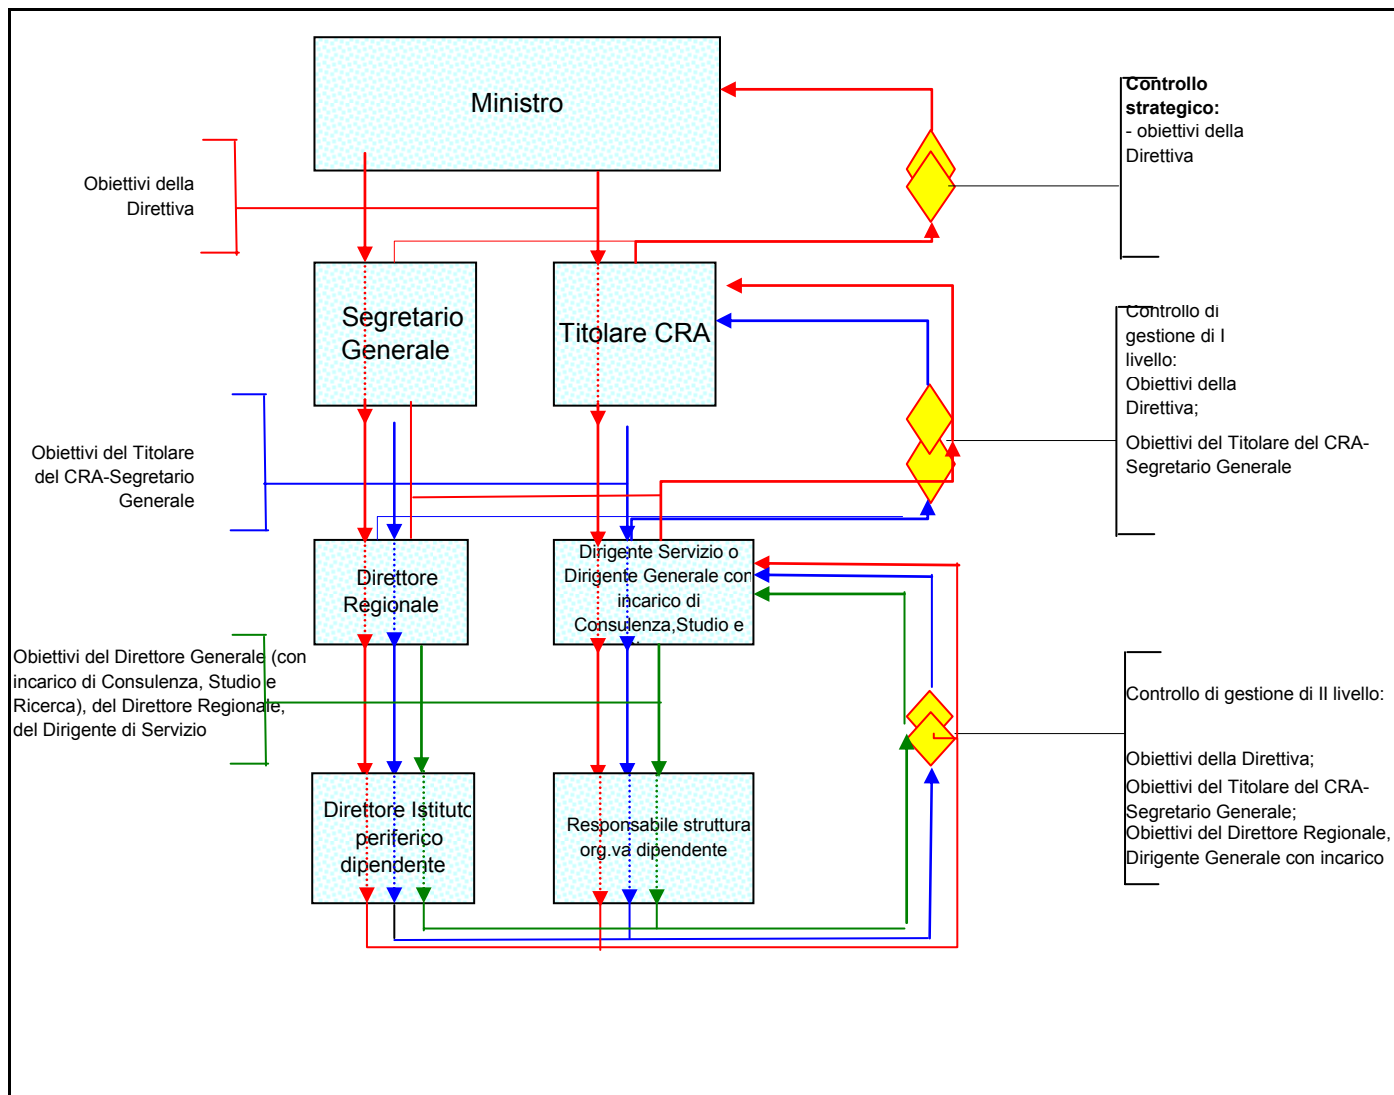 Ministro
Controllo
strategico:
- obiettivi della
Direttiva
Obiettivi della
Direttiva
Segretario
Generale
Titolare CRA
Controllo di
gestione di I
livello:
Obiettivi della
Direttiva;
Obiettivi del Titolare del CRA-
Segretario Generale
Obiettivi del Titolare
del CRA-Segretario
Generale
Direttore
Regionale
Dirigente Servizio o
Dirigente Generale con
incarico di
Consulenza,Studio e
Obiettivi del Direttore Generale (con
incarico di Consulenza, Studio e
Ricerca), del Direttore Regionale,
del Dirigente di Servizio
Controllo di gestione di II livello:
Obiettivi della Direttiva;
Obiettivi del Titolare del CRA-
Segretario Generale;
Obiettivi del Direttore Regionale,
Dirigente Generale con incarico
Direttore Istituto
periferico
dipendente
Responsabile struttura
org.va dipendente